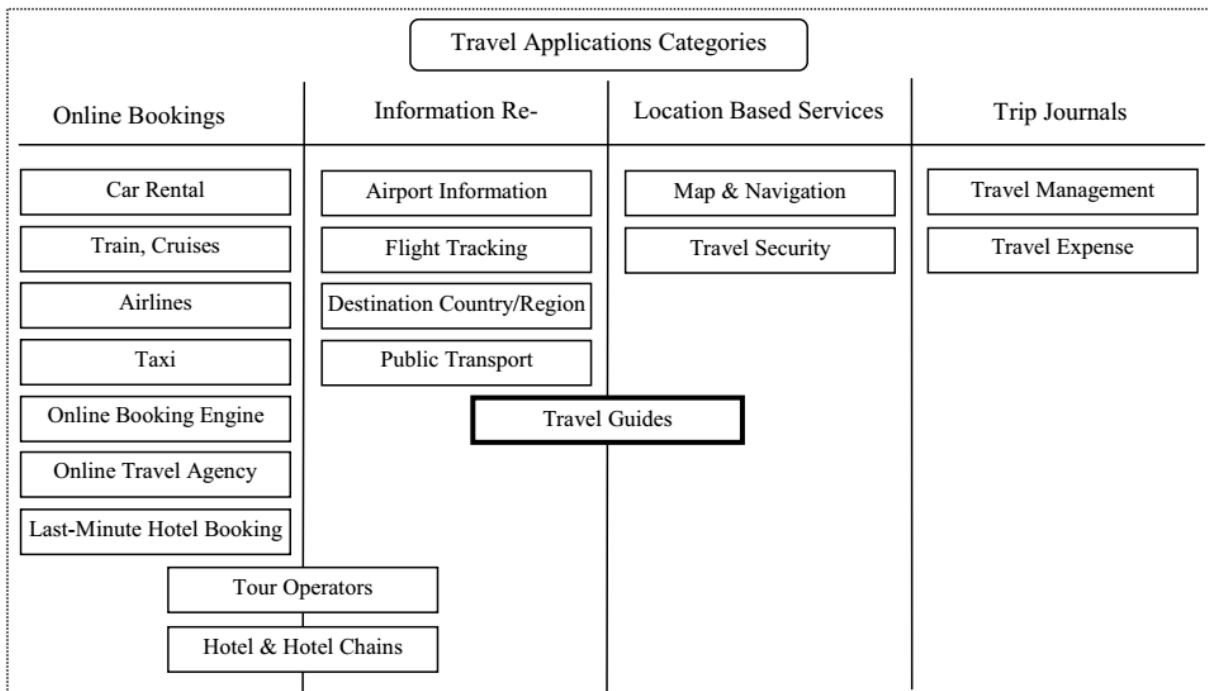 Travel Applications Categories
Online Bookings
Information Re-
Location Based Services
Trip Journals
Car Rental
Airport Information
Map & Navigation
Travel Management
Train, Cruises
Flight Tracking
Travel Security
Travel Expense
Airlines
Destination Country/Region
Taxi
Public Transport
Online Booking Engine
Travel Guides
Online Travel Agency
Last-Minute Hotel Booking
Tour Operators
Hotel & Hotel Chains